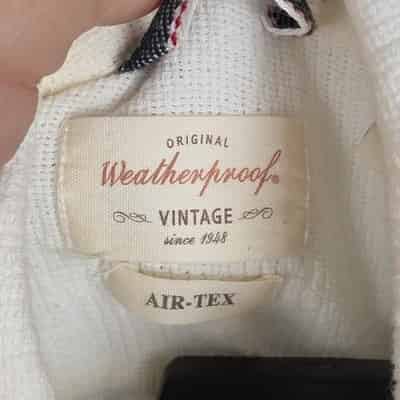 ORIGINAL
Weatherproof®
VINTAGE
since 1948
AIR-TEX